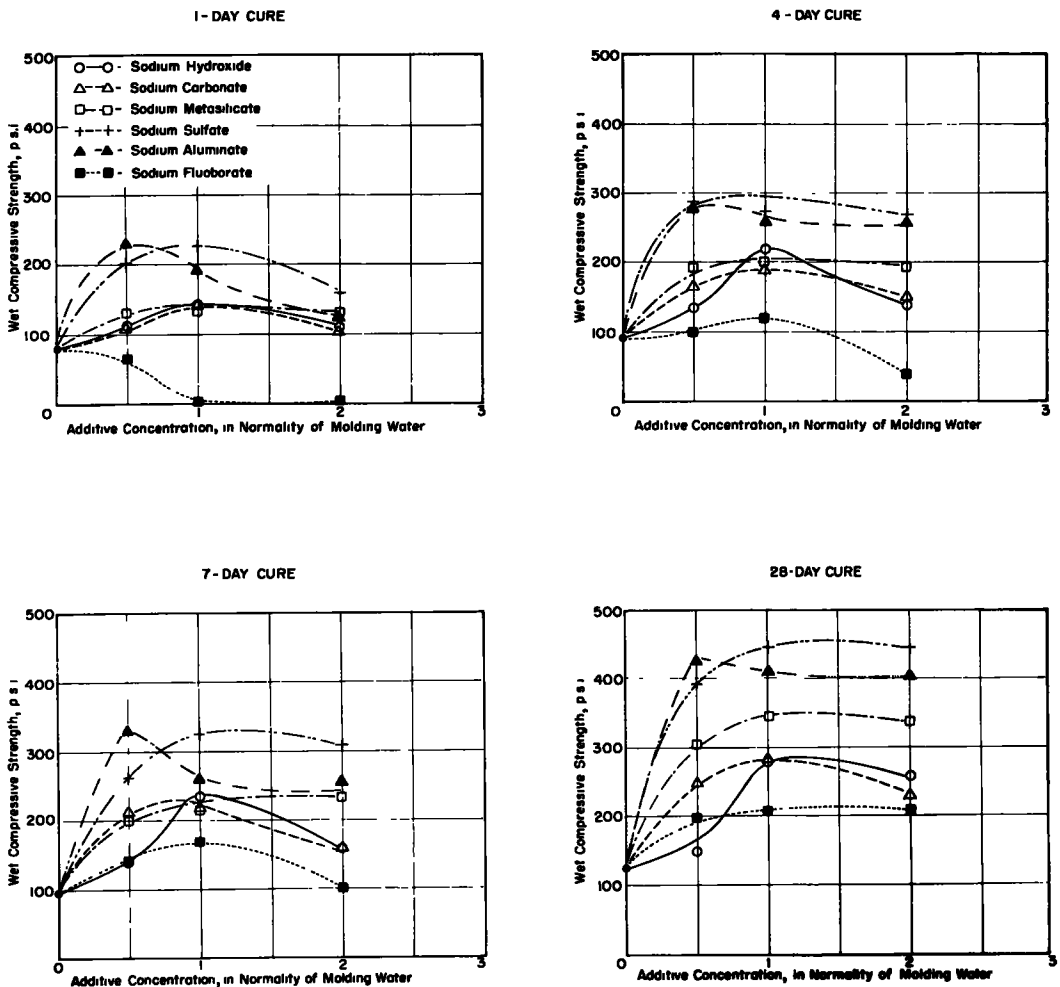 1-DAY CURE
500
400
300
200
100
0
1
2
3
Wet Compressive Strength, p s.i
Sodium Hydroxide
Sodium Carbonate
Sodium Metasilicate
Sodium Sulfate
Sodium Aluminate
Sodium Fluoborate
Additive Concentration, in Normality of Molding Water
4-DAY CURE
500
400
300
200
100
0
1
2
3
Wet Compressive Strength, p s i
Additive Concentration, in Normality of Molding Water
7-DAY CURE
500
400
300
200
100
0
1
2
3
Wet Compressive Strength, p s i
Additive Concentration, in Normality of Molding Water
28-DAY CURE
500
400
300
200
100
0
1
2
3
Wet Compressive Strength, p s i
Additive Concentration, in Normality of Molding Water